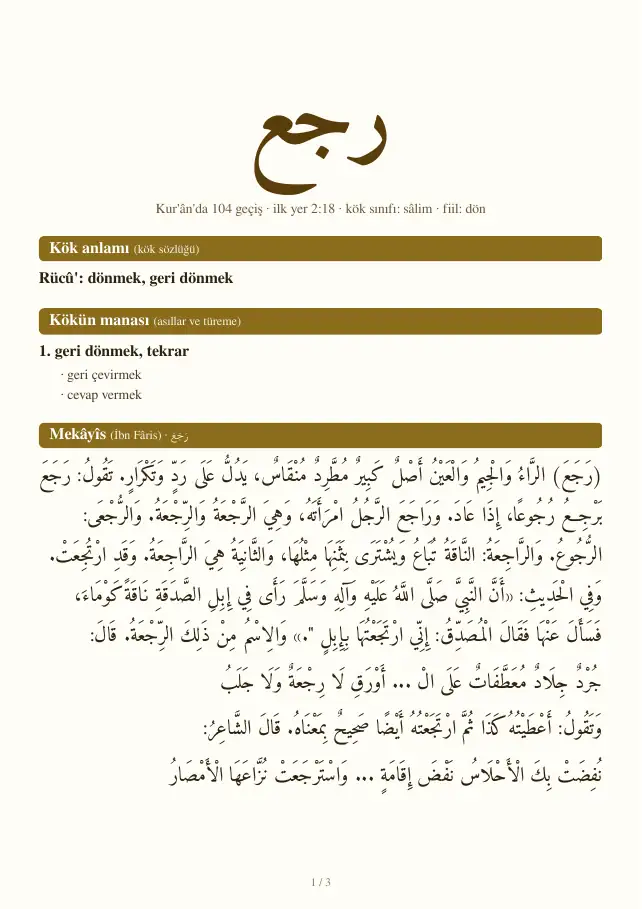 رجع
Kur'ân'da 104 geçiş · ilk yer 2:18 · kök sınıfı: sâlim · fiil: dön
Kök anlamı (kök sözlüğü)
Rücû': dönmek, geri dönmek
Kökün manası (asıllar ve türeme)
1. geri dönmek, tekrar
· geri çevirmek
· cevap vermek
Mekâyîs (İbn Fâris) · رَجَعَ
(رَجَعَ) الرَّاءُ وَالْجِيمُ وَالْعَيْنُ أَصْلٌ كَبِيرٌ مُطَّرِدٌ مُنْقَاسٌ، يَدُلُّ عَلَى رَدٍّ وَتَكْرَارٍ. تَقُولُ: رَجَعَ
يَرْجِعُ رُجُوعًا، إِذَا عَادَ. وَرَاجَعَ الرَّجُلُ امْرَأَتَهُ، وَهِيَ الرَّجْعَةُ وَالرِّجْعَةُ. وَالرُّجْعَى:
الرُّجُوعُ. وَالرَّاجِعَةُ: النَّاقَةُ تُبَاعُ وَيُشْتَرَى بِثَمَنِهَا مِثْلُهَا، وَالثَّانِيَةُ هِيَ الرَّاجِعَةُ. وَقَدِ ارْتُجِعَتْ.
وَفِي الْحَدِيثِ: «أَنَّ النَّبِيَّ صَلَّى اللَّهُ عَلَيْهِ وَآلِهِ وَسَلَّمَ رَأَى فِي إِبِلِ الصَّدَقَةِ نَاقَةً كَوْمَاءَ،
فَسَأَلَ عَنْهَا فَقَالَ الْمُصَدِّقُ: إِنِّي ارْتَجَعْتُهَا بِإِبِلٍ ".» وَالِاسْمُ مِنْ ذَلِكَ الرِّجْعَةُ. قَالَ:
جُرْدٌ جِلَادٌ مُعَطَّفَاتٌ عَلَى الْ ... أَوْرَقِ لَا رِجْعَةٌ وَلَا جَلَبُ
وَتَقُولُ: أَعْطَيْتُهُ كَذَا ثُمَّ ارْتَجَعْتُهُ أَيْضًا صَحِيحٌ بِمَعْنَاهُ. قَالَ الشَّاعِرُ:
نُفِضَتْ بِكَ الْأَحْلَاسُ نَفْضَ إِقَامَةٍ ... وَاسْتَرْجَعَتْ نُزَّاعَهَا الْأَمْصَارُ
1 / 3